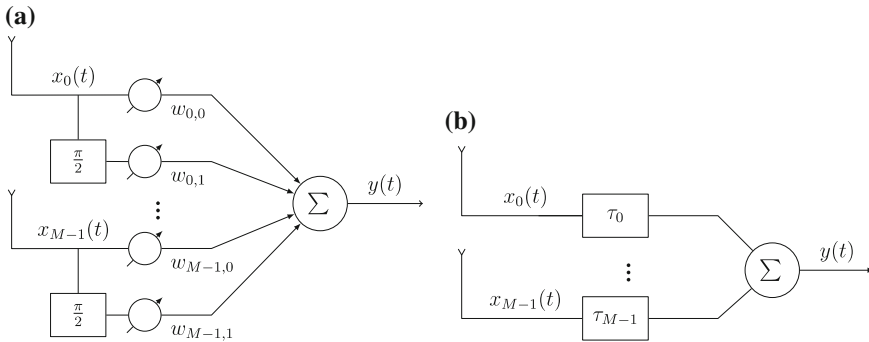 (a)
x_0(t)
w_{0,0}
π/2
w_{0,1}
x_{M−1}(t)
w_{M−1,0}
π/2
w_{M−1,1}
Σ
y(t)
(b)
x_0(t)
τ_0
x_{M−1}(t)
τ_{M−1}
Σ
y(t)